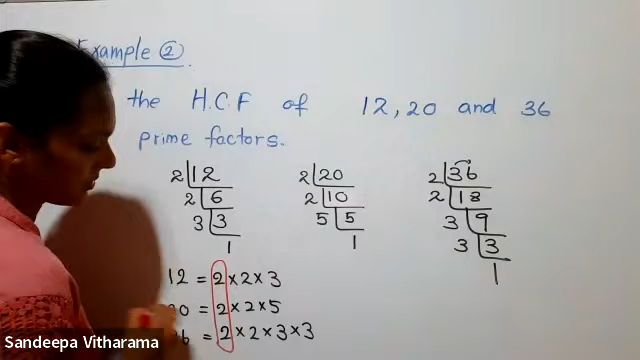 Example ②
the H.C.F of 12, 20 and 36
prime factors.
2 12 2 20 2 36
2 6 2 10 2 18
3 3 5 5 3 9
1 1 3 3
1
12 = 2 × 2 × 3
20 = 2 × 2 × 5
36 = 2 × 2 × 3 × 3
Sandeepa Vitharama